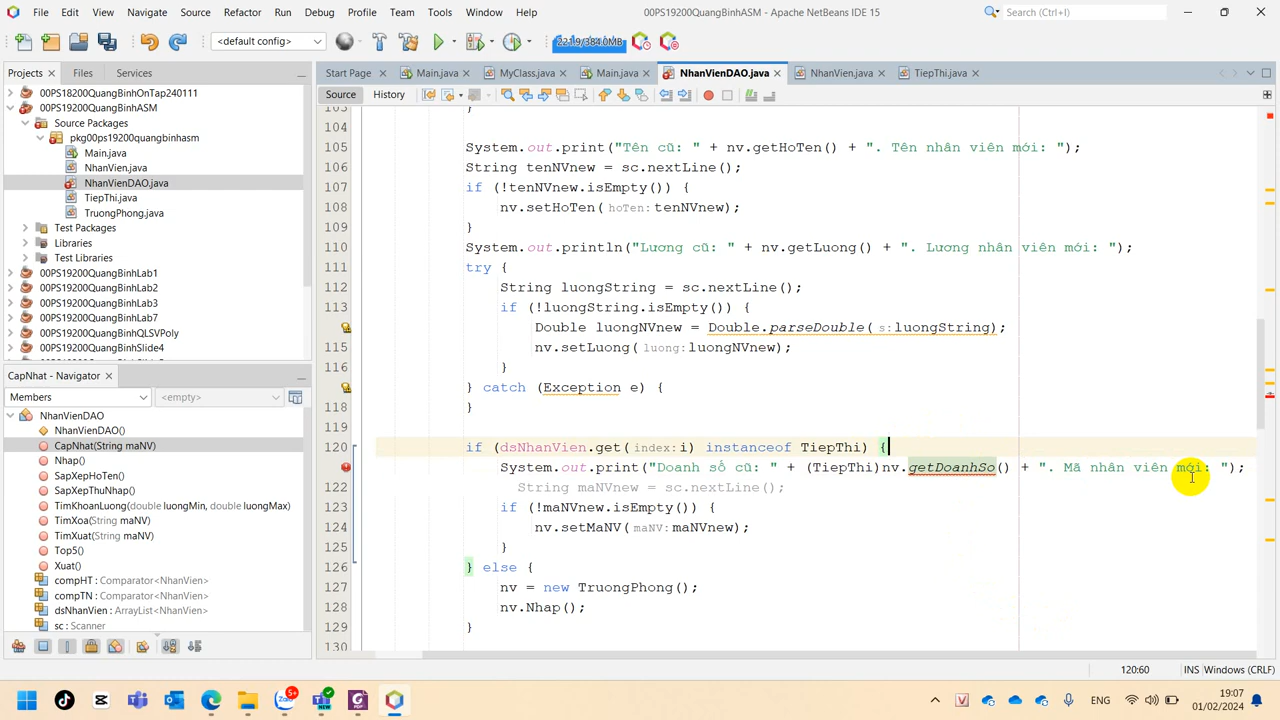 File Edit View Navigate Source Refactor Run Debug Profile Team Tools Window Help
00PS19200QuangBinhASM - Apache NetBeans IDE 15
Search (Ctrl+I)
<default config>
Projects
Files
Services
Start Page
Main.java
MyClass.java
Main.java
NhanVienDAO.java
NhanVien.java
TiepThi.java
Source
History
00PS18200QuangBinhOnTap240111
00PS19200QuangBinhASM
Source Packages
pkg00ps19200quangbinhasm
Main.java
NhanVien.java
NhanVienDAO.java
TiepThi.java
TruongPhong.java
Test Packages
Libraries
Test Libraries
00PS19200QuangBinhLab1
00PS19200QuangBinhLab2
00PS19200QuangBinhLab3
00PS19200QuangBinhLab7
00PS19200QuangBinhQLSVPoly
00PS19200QuangBinhSlide4
CapNhat - Navigator
Members
<empty>
NhanVienDAO
NhanVienDAO()
CapNhat(String maNV)
Nhap()
SapXepHoTen()
SapXepThuNhap()
TimKhoanLuong(double luongMin, double luongMax)
TimXoa(String maNV)
TimXuat(String maNV)
Top5()
Xuat()
compHT : Comparator<NhanVien>
compTN : Comparator<NhanVien>
dsNhanVien : ArrayList<NhanVien>
sc : Scanner
103 }
104
105 System.out.print("Tên cũ: " + nv.getHoTen() + ". Tên nhân viên mới: ");
106 String tenNVnew = sc.nextLine();
107 if (!tenNVnew.isEmpty()) {
108 nv.setHoTen(hoTen:tenNVnew);
109 }
110 System.out.println("Lương cũ: " + nv.getLuong() + ". Lương nhân viên mới: ");
111 try {
112 String luongString = sc.nextLine();
113 if (!luongString.isEmpty()) {
Double luongNVnew = Double.parseDouble(s:luongString);
115 nv.setLuong(luong:luongNVnew);
116 }
} catch (Exception e) {
118 }
119
120 if (dsNhanVien.get(index:i) instanceof TiepThi) {
System.out.print("Doanh số cũ: " + (TiepThi)nv.getDoanhSo() + ". Mã nhân viên mới: ");
122 String maNVnew = sc.nextLine();
123 if (!maNVnew.isEmpty()) {
124 nv.setMaNV(maNV:maNVnew);
125 }
126 } else {
127 nv = new TruongPhong();
128 nv.Nhap();
129 }
130
120:60
INS
Windows (CRLF)
ENG
19:07
01/02/2024